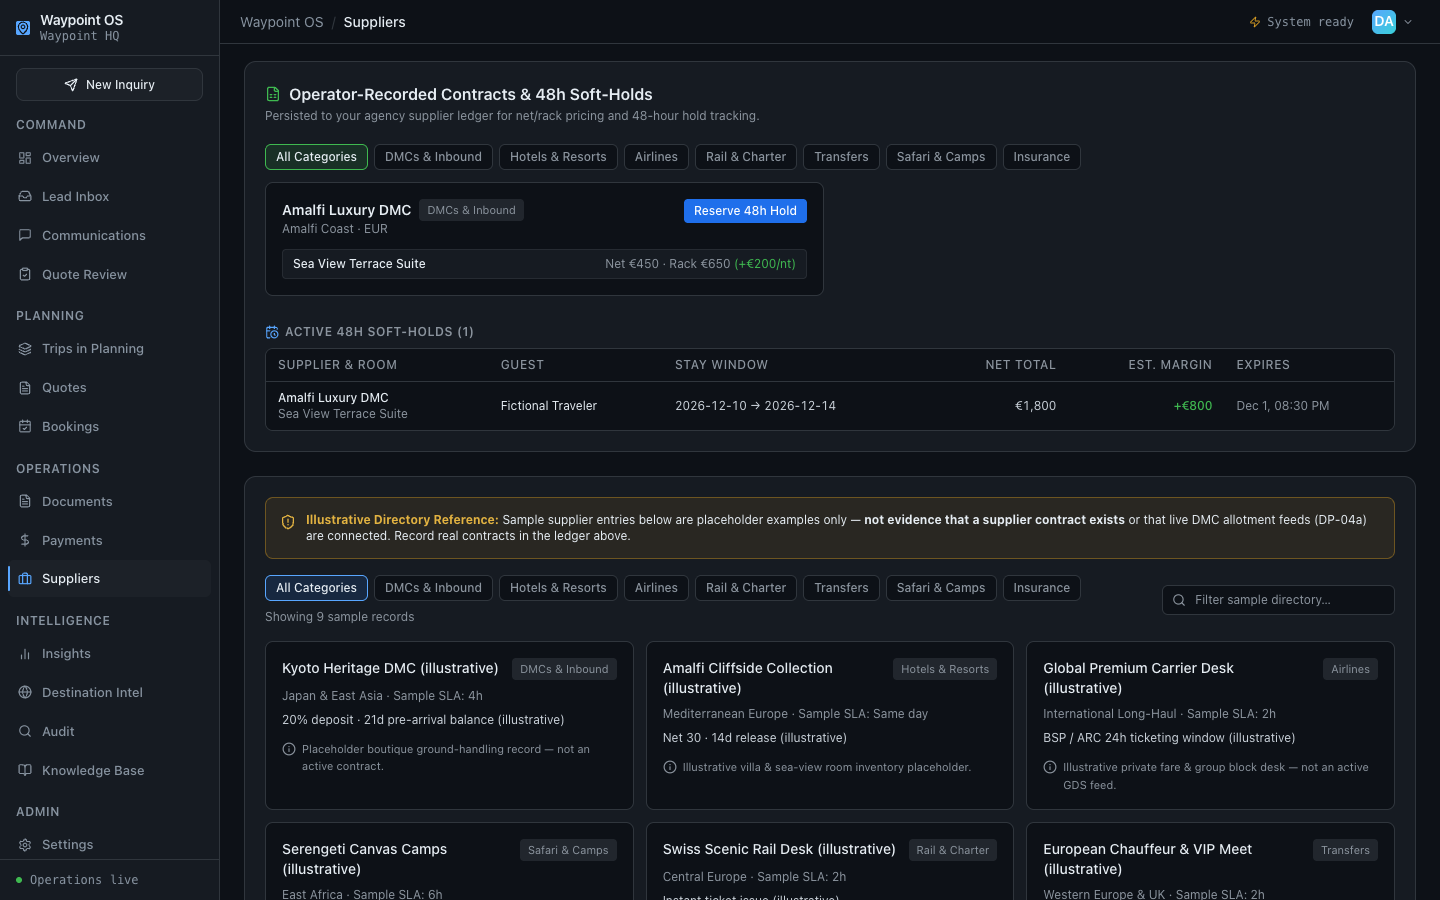 Waypoint OS
Waypoint HQ
New Inquiry
COMMAND
Overview
Lead Inbox
Communications
Quote Review
PLANNING
Trips in Planning
Quotes
Bookings
OPERATIONS
Documents
Payments
Suppliers
INTELLIGENCE
Insights
Destination Intel
Audit
Knowledge Base
ADMIN
Settings
Operations live
Waypoint OS / Suppliers
System ready
DA
Operator-Recorded Contracts & 48h Soft-Holds
Persisted to your agency supplier ledger for net/rack pricing and 48-hour hold tracking.
All Categories DMCs & Inbound Hotels & Resorts Airlines Rail & Charter Transfers Safari & Camps Insurance
Amalfi Luxury DMC DMCs & Inbound Reserve 48h Hold
Amalfi Coast · EUR
Sea View Terrace Suite Net €450 · Rack €650 (+€200/nt)
ACTIVE 48H SOFT-HOLDS (1)
SUPPLIER & ROOM GUEST STAY WINDOW NET TOTAL EST. MARGIN EXPIRES
Amalfi Luxury DMC
Sea View Terrace Suite
Fictional Traveler 2026-12-10 → 2026-12-14 €1,800 +€800 Dec 1, 08:30 PM
Illustrative Directory Reference: Sample supplier entries below are placeholder examples only — not evidence that a supplier contract exists or that live DMC allotment feeds (DP-04a)
are connected. Record real contracts in the ledger above.
All Categories DMCs & Inbound Hotels & Resorts Airlines Rail & Charter Transfers Safari & Camps Insurance
Filter sample directory...
Showing 9 sample records
Kyoto Heritage DMC (illustrative) DMCs & Inbound
Japan & East Asia · Sample SLA: 4h
20% deposit · 21d pre-arrival balance (illustrative)
Placeholder boutique ground-handling record — not an
active contract.
Amalfi Cliffside Collection
(illustrative)
Hotels & Resorts
Mediterranean Europe · Sample SLA: Same day
Net 30 · 14d release (illustrative)
Illustrative villa & sea-view room inventory placeholder.
Global Premium Carrier Desk
(illustrative)
Airlines
International Long-Haul · Sample SLA: 2h
BSP / ARC 24h ticketing window (illustrative)
Illustrative private fare & group block desk — not an active
GDS feed.
Serengeti Canvas Camps
(illustrative)
Safari & Camps
East Africa · Sample SLA: 6h
Swiss Scenic Rail Desk (illustrative) Rail & Charter
Central Europe · Sample SLA: 2h
Instant ticket issue (illustrative)
European Chauffeur & VIP Meet
(illustrative)
Transfers
Western Europe & UK · Sample SLA: 2h